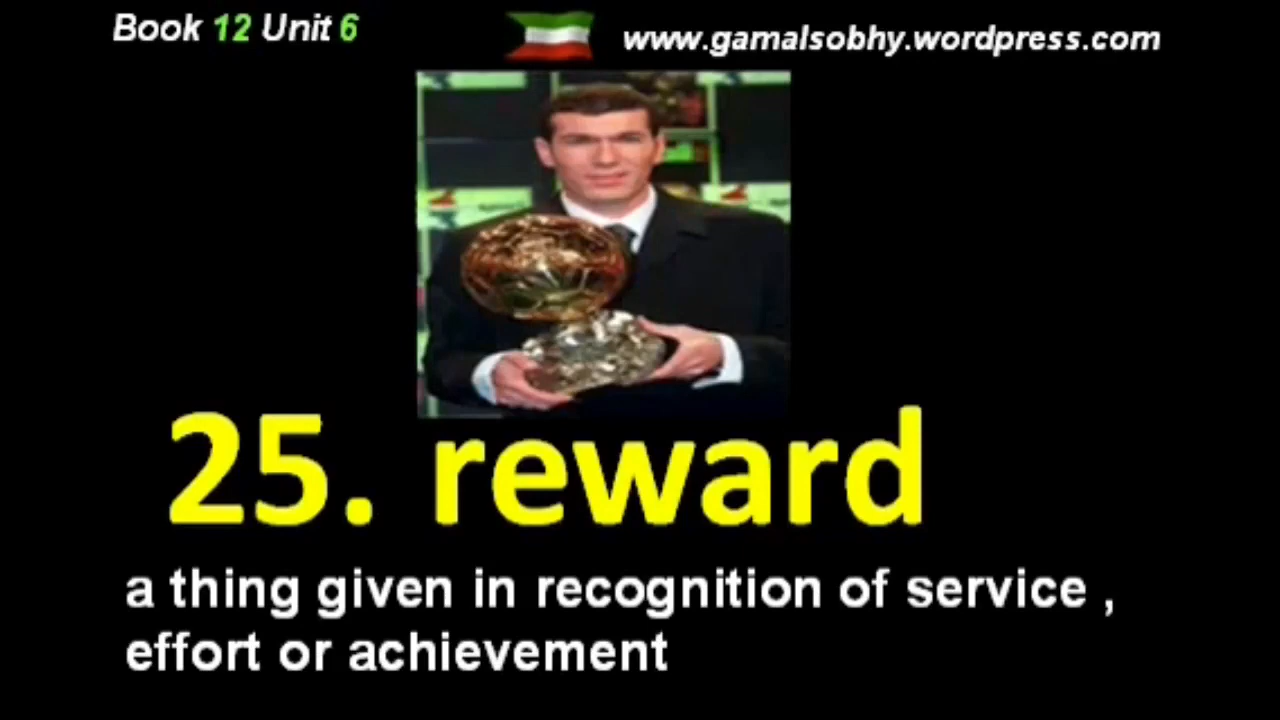 Book 12 Unit 6
www.gamalsobhy.wordpress.com
25. reward
a thing given in recognition of service ,
effort or achievement